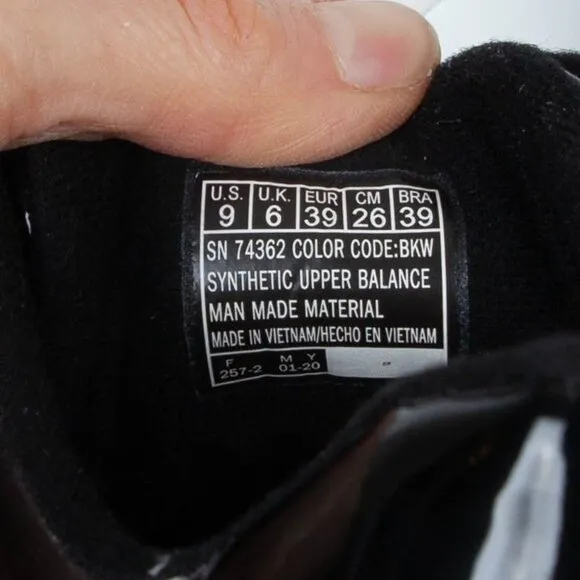 U.S. U.K. EUR CM BRA
9 6 39 26 39
SN 74362 COLOR CODE:BKW
SYNTHETIC UPPER BALANCE
MAN MADE MATERIAL
MADE IN VIETNAM/HECHO EN VIETNAM
F M Y
257-2 01-20